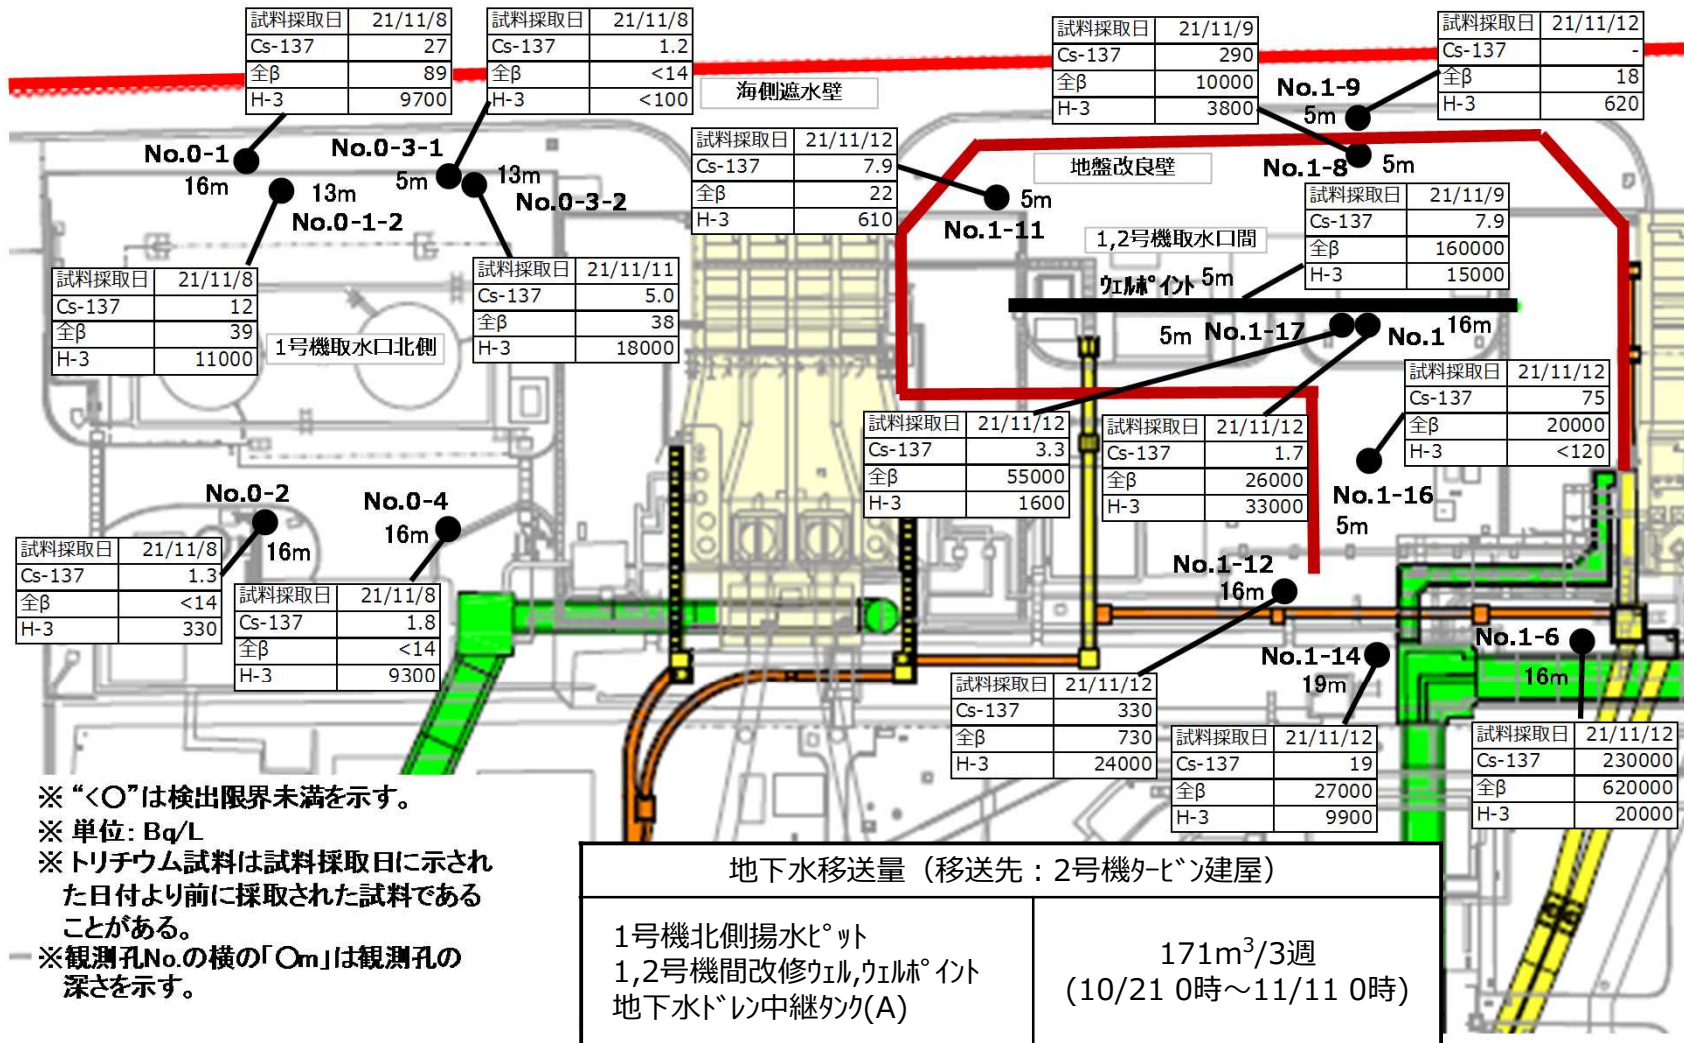 試料採取日 21/11/8
Cs-137 27
全β 89
H-3 9700
試料採取日 21/11/8
Cs-137 1.2
全β <14
H-3 <100
海側遮水壁
試料採取日 21/11/9
Cs-137 290
全β 10000
H-3 3800
試料採取日 21/11/12
Cs-137 -
全β 18
H-3 620
No.1-9
5m
No.0-1
16m
No.0-3-1
5m
13m
No.0-3-2
13m
No.0-1-2
試料採取日 21/11/12
Cs-137 7.9
全β 22
H-3 610
5m
No.1-11
地盤改良壁
No.1-8
5m
試料採取日 21/11/9
Cs-137 7.9
全β 160000
H-3 15000
1,2号機取水口間
ウェルポイント 5m
試料採取日 21/11/8
Cs-137 12
全β 39
H-3 11000
1号機取水口北側
試料採取日 21/11/11
Cs-137 5.0
全β 38
H-3 18000
5m No.1-17
No.1
16m
試料採取日 21/11/12
Cs-137 75
全β 20000
H-3 <120
試料採取日 21/11/12
Cs-137 3.3
全β 55000
H-3 1600
試料採取日 21/11/12
Cs-137 1.7
全β 26000
H-3 33000
No.1-16
5m
No.0-2
16m
No.0-4
16m
試料採取日 21/11/8
Cs-137 1.3
全β <14
H-3 330
試料採取日 21/11/8
Cs-137 1.8
全β <14
H-3 9300
No.1-12
16m
No.1-14
19m
No.1-6
16m
試料採取日 21/11/12
Cs-137 330
全β 730
H-3 24000
試料採取日 21/11/12
Cs-137 19
全β 27000
H-3 9900
試料採取日 21/11/12
Cs-137 230000
全β 620000
H-3 20000
※ “<○”は検出限界未満を示す。
※ 単位: Bq/L
※ トリチウム試料は試料採取日に示され
た日付より前に採取された試料である
ことがある。
※観測孔No.の横の「○m」は観測孔の
深さを示す。
地下水移送量（移送先：2号機タービン建屋）
1号機北側揚水ピット
1,2号機間改修ウェル,ウェルポイント
地下水ドレン中継タンク(A)
171m³/3週
(10/21 0時～11/11 0時)